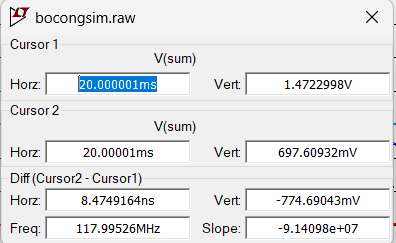 bocongsim.raw
Cursor 1
V(sum)
Horz: 20.000001ms Vert: 1.4722998V
Cursor 2
V(sum)
Horz: 20.00001ms Vert: 697.60932mV
Diff (Cursor2 - Cursor1)
Horz: 8.4749164ns Vert: -774.69043mV
Freq: 117.99526MHz Slope: -9.14098e+07